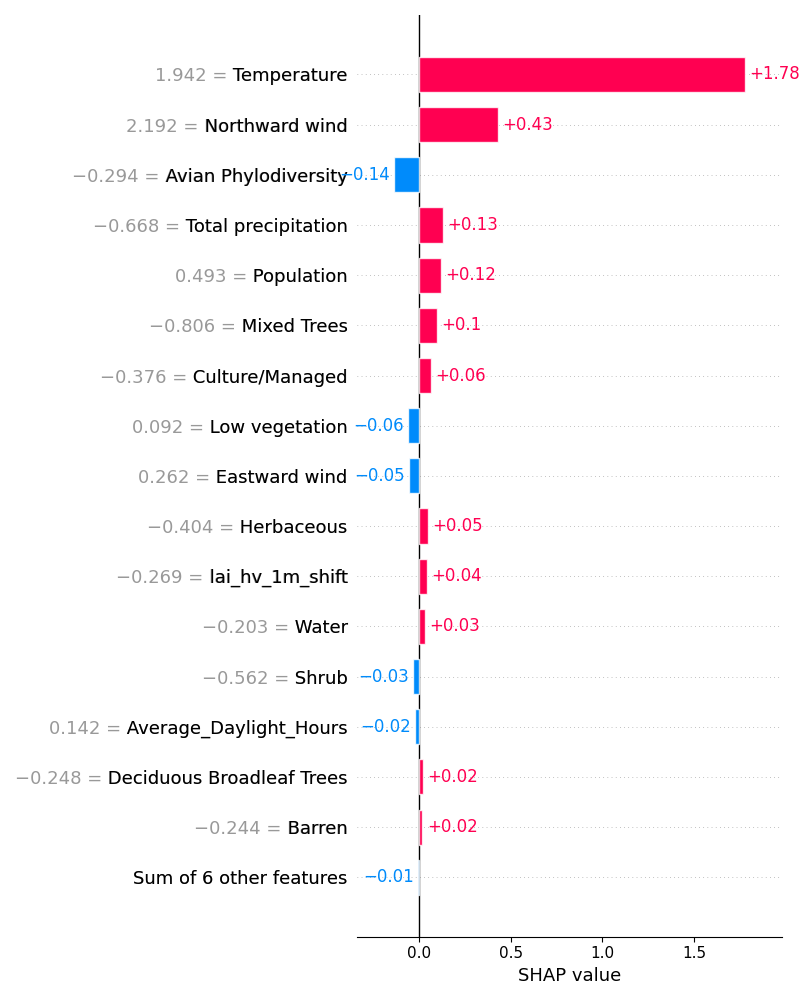 1.942 = Temperature +1.78
2.192 = Northward wind +0.43
−0.294 = Avian Phylodiversity −0.14
−0.668 = Total precipitation +0.13
0.493 = Population +0.12
−0.806 = Mixed Trees +0.1
−0.376 = Culture/Managed +0.06
0.092 = Low vegetation −0.06
0.262 = Eastward wind −0.05
−0.404 = Herbaceous +0.05
−0.269 = lai_hv_1m_shift +0.04
−0.203 = Water +0.03
−0.562 = Shrub −0.03
0.142 = Average_Daylight_Hours −0.02
−0.248 = Deciduous Broadleaf Trees +0.02
−0.244 = Barren +0.02
Sum of 6 other features −0.01
0.0 0.5 1.0 1.5
SHAP value